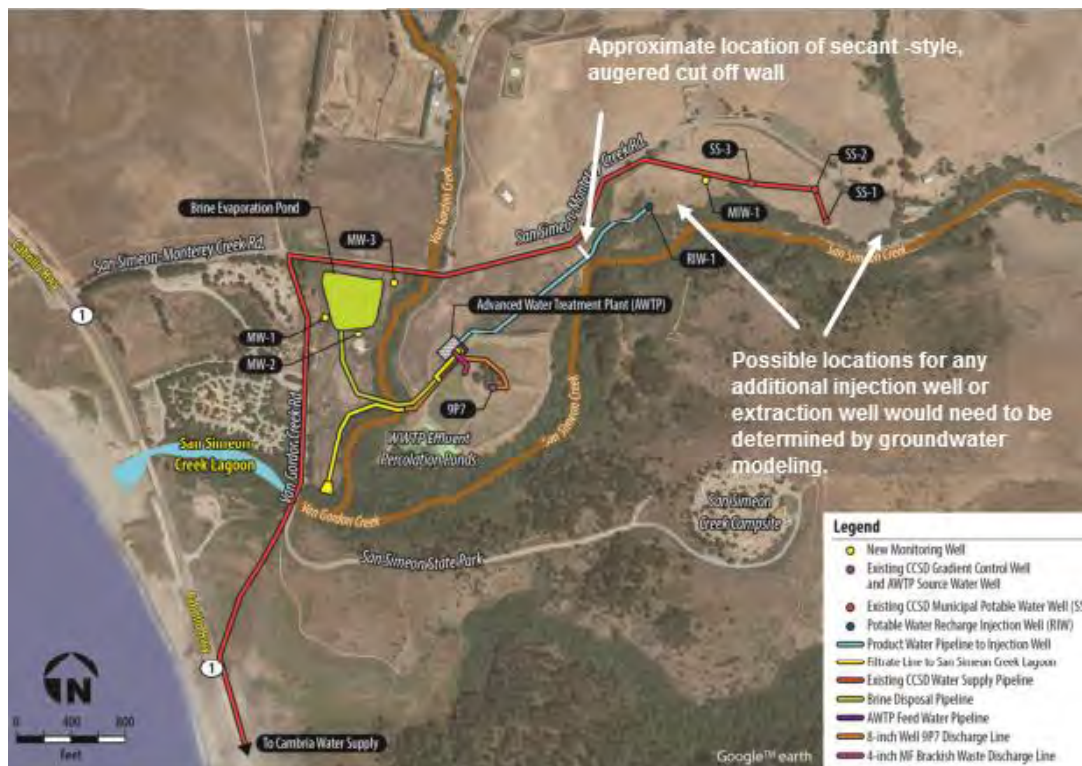 Approximate location of secant -style,
augered cut off wall
San Simeon-Monterey Creek Rd.
SS-3
SS-2
SS-1
MIW-1
RIW-1
Brine Evaporation Pond
Van Gordon Creek
MW-3
San Simeon-Monterey Creek Rd.
San Simeon Creek
Cabrillo Hwy
1
Advanced Water Treatment Plant (AWTP)
MW-1
MW-2
Possible locations for any
additional injection well or
extraction well would need to be
determined by groundwater
modeling.
9P7
WWTP Effluent
Percolation Ponds
San Simeon Creek
San Simeon
Creek Lagoon
Van Gordon Creek Rd.
Van Gordon Creek
San Simeon
Creek Campsite
San Simeon State Park
1
N
0 400 800
Feet
To Cambria Water Supply
Google™ earth
Legend
New Monitoring Well
Existing CCSD Gradient Control Well
and AWTP Source Water Well
Existing CCSD Municipal Potable Water Well (SS
Potable Water Recharge Injection Well (RIW)
Product Water Pipeline to Injection Well
Filtrate Line to San Simeon Creek Lagoon
Existing CCSD Water Supply Pipeline
Brine Disposal Pipeline
AWTP Feed Water Pipeline
8-inch Well 9P7 Discharge Line
4-inch MF Brackish Waste Discharge Line